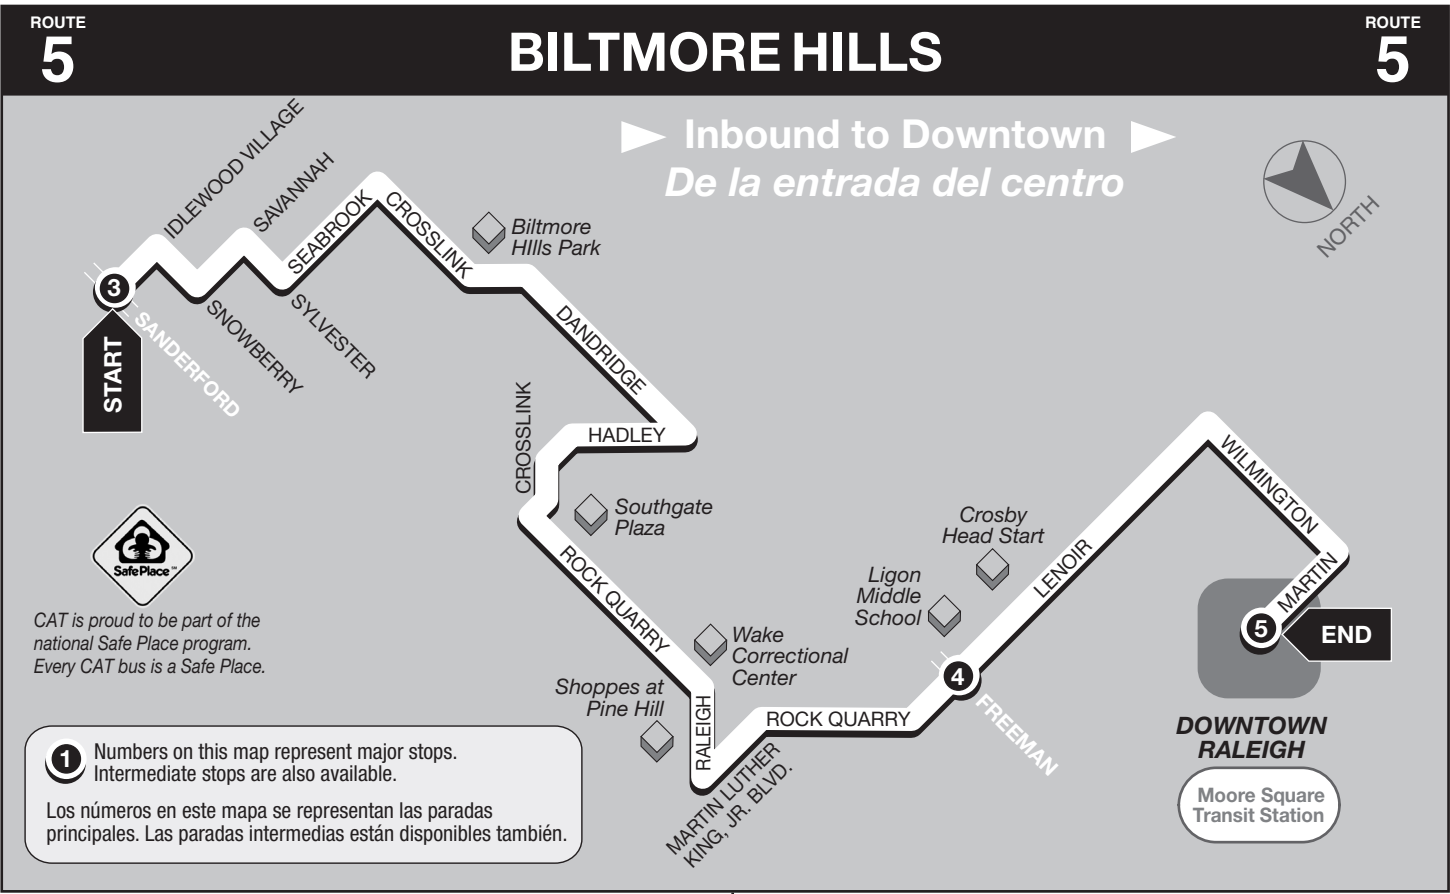 ROUTE
5
BILTMORE HILLS
ROUTE
5
Inbound to Downtown
De la entrada del centro
NORTH
IDLEWOOD VILLAGE
SAVANNAH
SEABROOK
CROSSLINK
Biltmore
HIlls Park
3
START
SANDERFORD
SNOWBERRY
SYLVESTER
DANDRIDGE
CROSSLINK
HADLEY
Southgate
Plaza
ROCK QUARRY
Wake
Correctional
Center
Shoppes at
Pine Hill
RALEIGH
MARTIN LUTHER
KING, JR. BLVD.
ROCK QUARRY
Ligon
Middle
School
Crosby
Head Start
4
FREEMAN
LENOIR
WILMINGTON
MARTIN
5
END
DOWNTOWN
RALEIGH
Moore Square
Transit Station
SafePlace SM
CAT is proud to be part of the
national Safe Place program.
Every CAT bus is a Safe Place.
1
Numbers on this map represent major stops.
Intermediate stops are also available.
Los números en este mapa se representan las paradas
principales. Las paradas intermedias están disponibles también.